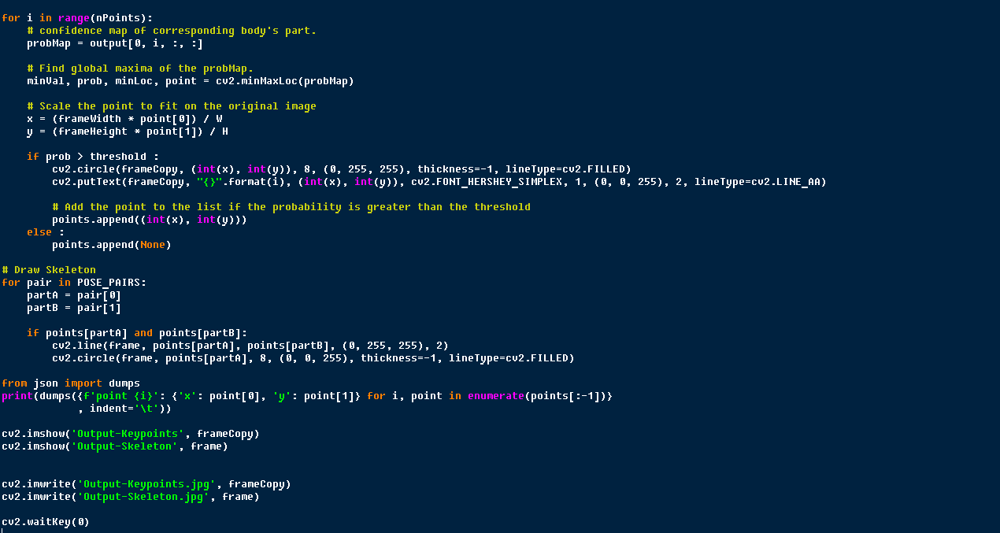 for i in range(nPoints):
    # confidence map of corresponding body's part.
    probMap = output[0, i, :, :]

    # Find global maxima of the probMap.
    minVal, prob, minLoc, point = cv2.minMaxLoc(probMap)

    # Scale the point to fit on the original image
    x = (frameWidth * point[0]) / W
    y = (frameHeight * point[1]) / H

    if prob > threshold :
        cv2.circle(frameCopy, (int(x), int(y)), 8, (0, 255, 255), thickness=-1, lineType=cv2.FILLED)
        cv2.putText(frameCopy, "{}".format(i), (int(x), int(y)), cv2.FONT_HERSHEY_SIMPLEX, 1, (0, 0, 255), 2, lineType=cv2.LINE_AA)

        # Add the point to the list if the probability is greater than the threshold
        points.append((int(x), int(y)))
    else :
        points.append(None)

# Draw Skeleton
for pair in POSE_PAIRS:
    partA = pair[0]
    partB = pair[1]

    if points[partA] and points[partB]:
        cv2.line(frame, points[partA], points[partB], (0, 255, 255), 2)
        cv2.circle(frame, points[partA], 8, (0, 0, 255), thickness=-1, lineType=cv2.FILLED)

from json import dumps
print(dumps({f'point {i}': {'x': point[0], 'y': point[1]} for i, point in enumerate(points[:-1])}
            , indent='\t'))

cv2.imshow('Output-Keypoints', frameCopy)
cv2.imshow('Output-Skeleton', frame)


cv2.imwrite('Output-Keypoints.jpg', frameCopy)
cv2.imwrite('Output-Skeleton.jpg', frame)

cv2.waitKey(0)